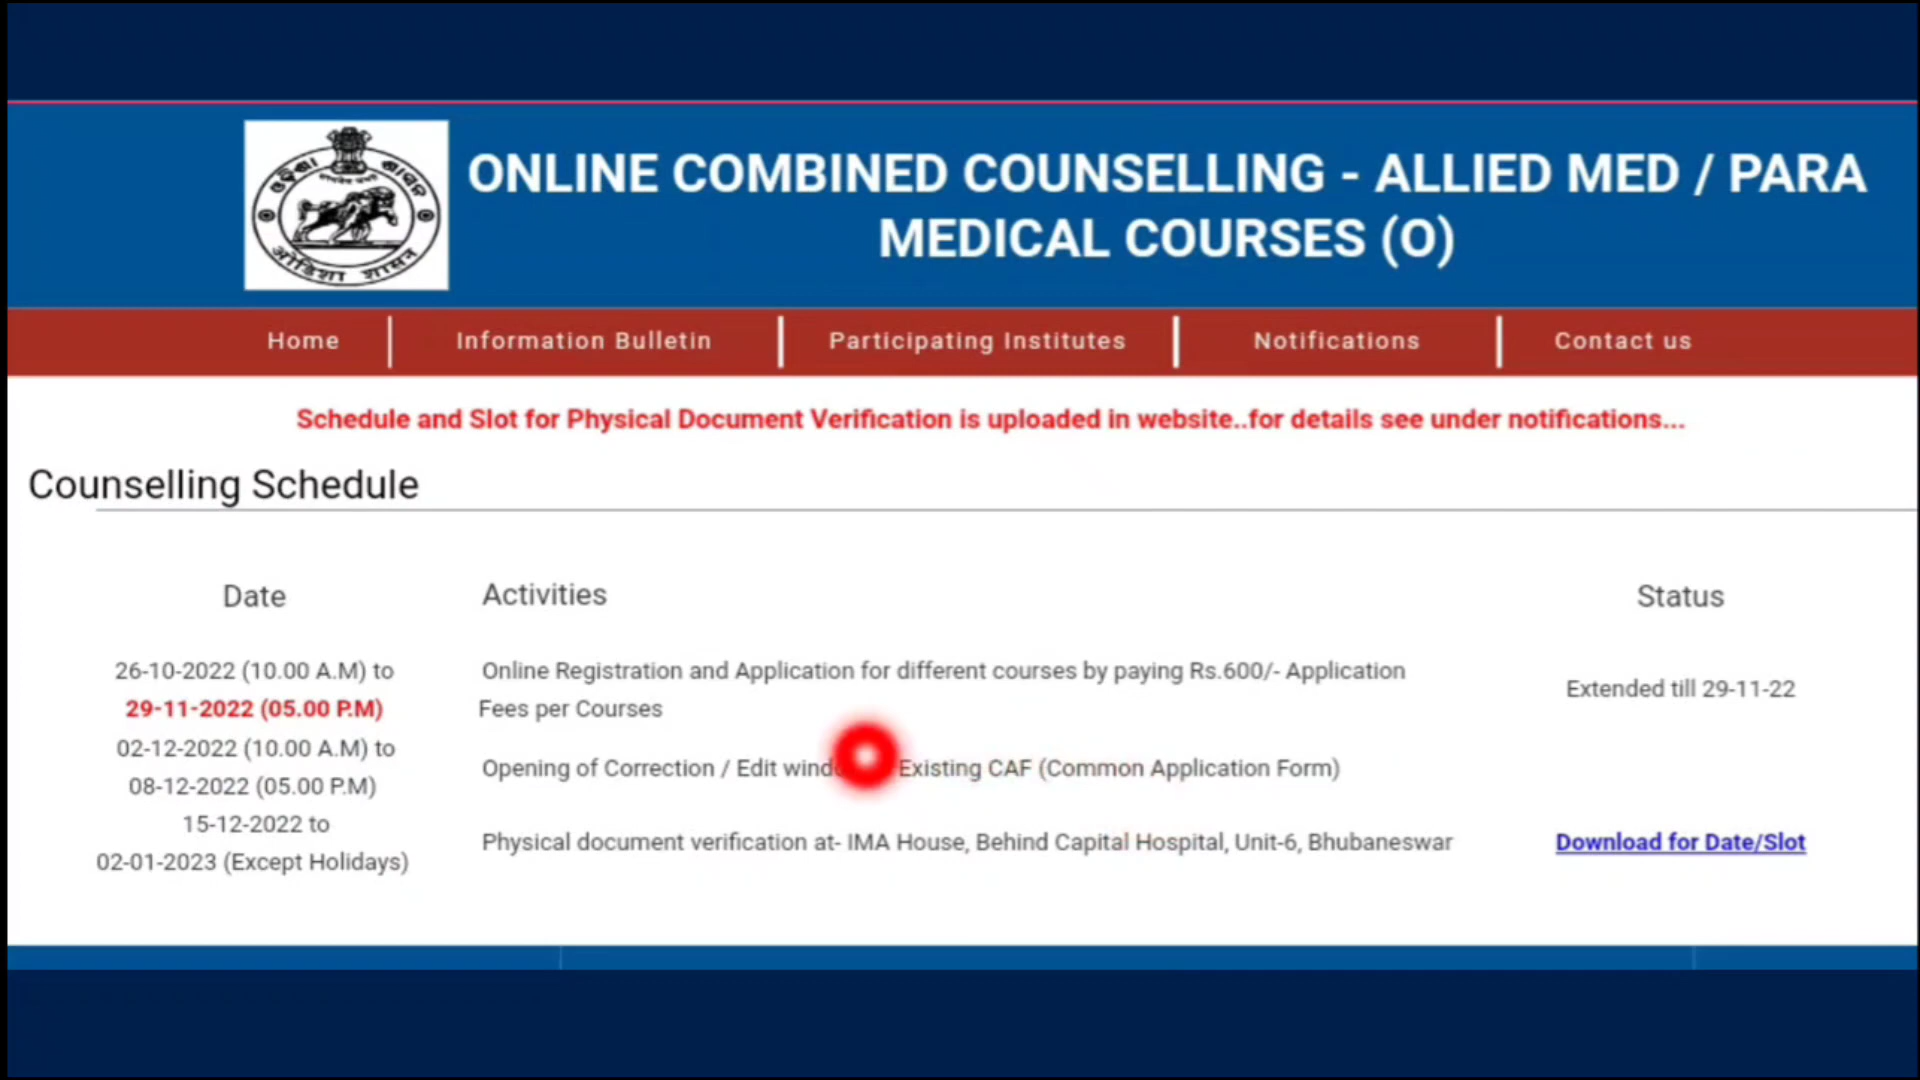 ଓଡ଼ିଶା ଶାସନ
ओडिशा शासन
ONLINE COMBINED COUNSELLING - ALLIED MED / PARA
MEDICAL COURSES (O)
Home
Information Bulletin
Participating Institutes
Notifications
Contact us
Schedule and Slot for Physical Document Verification is uploaded in website..for details see under notifications...
Counselling Schedule
Date
Activities
Status
26-10-2022 (10.00 A.M) to
29-11-2022 (05.00 P.M)
Online Registration and Application for different courses by paying Rs.600/- Application
Fees per Courses
Extended till 29-11-22
02-12-2022 (10.00 A.M) to
08-12-2022 (05.00 P.M)
Opening of Correction / Edit Existing CAF (Common Application Form)
15-12-2022 to
02-01-2023 (Except Holidays)
Physical document verification at- IMA House, Behind Capital Hospital, Unit-6, Bhubaneswar
Download for Date/Slot